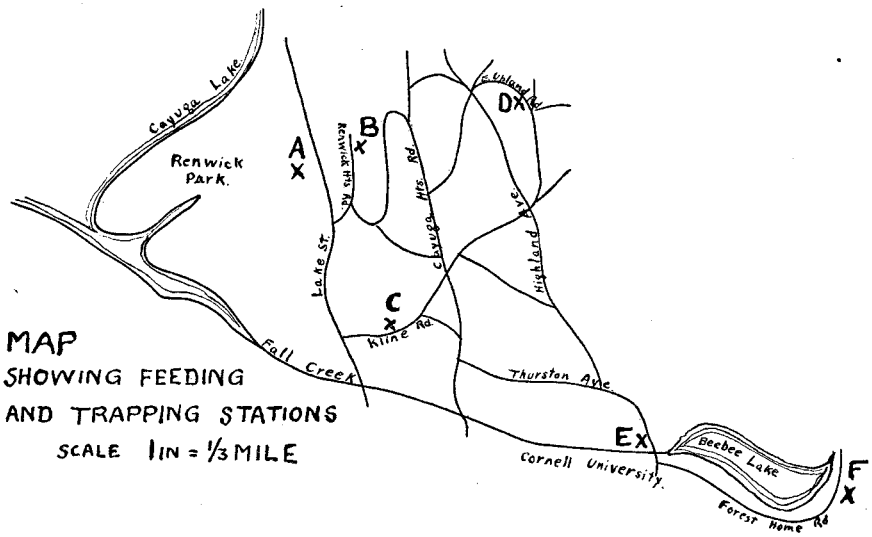 Cayuga Lake.
Renwick
Park.
A
X
B
X
Renwick Hts Rd.
Cayuga Hts. Rd.
E. Upland Rd
D X
Highland Ave.
Lake St.
C
X
Kline Rd.
MAP
SHOWING FEEDING
AND TRAPPING STATIONS
SCALE 1 IN = 1/3 MILE
Fall Creek
Thurston Ave
E X
Cornell University.
Beebee Lake
Forest Home Rd
F
X